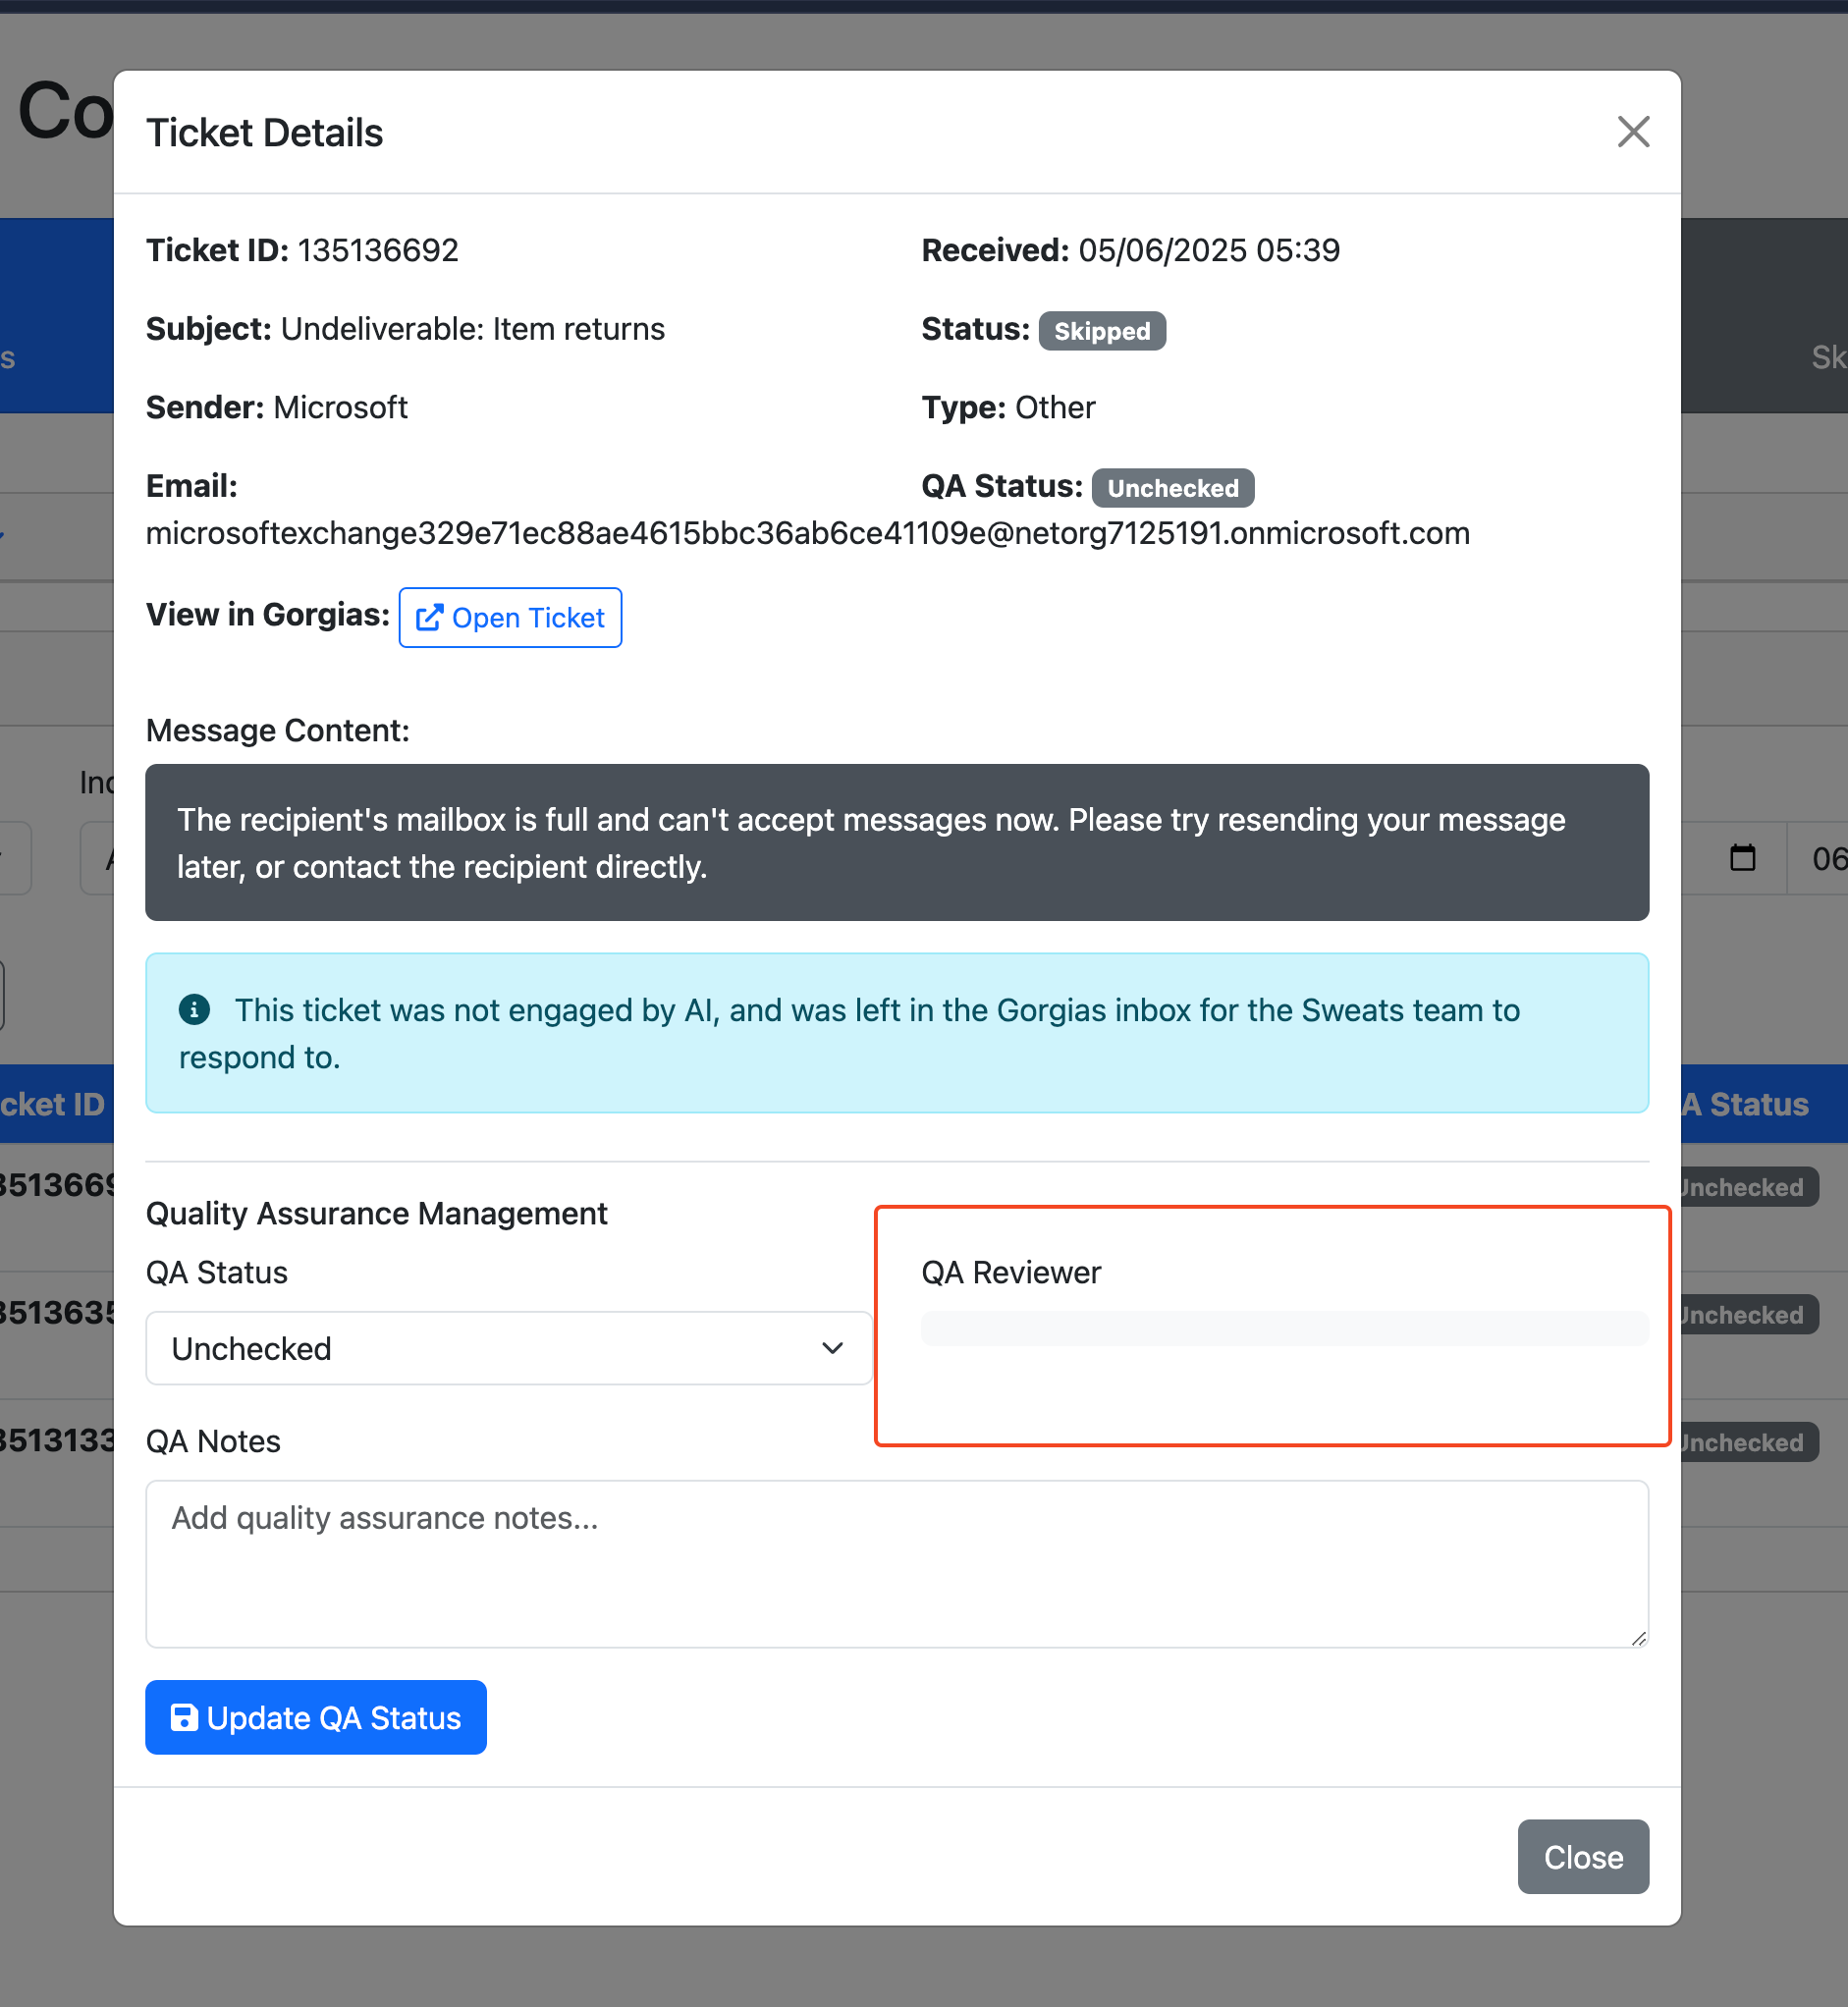 Co
Ticket Details
Ticket ID: 135136692
Received: 05/06/2025 05:39
Subject: Undeliverable: Item returns
Status: Skipped
s
Sk
Sender: Microsoft
Type: Other
Email:
QA Status: Unchecked
microsoftexchange329e71ec88ae4615bbc36ab6ce41109e@netorg7125191.onmicrosoft.com
View in Gorgias: Open Ticket
Message Content:
The recipient's mailbox is full and can't accept messages now. Please try resending your message
later, or contact the recipient directly.
06
This ticket was not engaged by AI, and was left in the Gorgias inbox for the Sweats team to
respond to.
cket ID
A Status
3513669
Unchecked
Quality Assurance Management
QA Status
QA Reviewer
3513635
Unchecked
Unchecked
QA Notes
3513133
Unchecked
Add quality assurance notes...
Update QA Status
Close